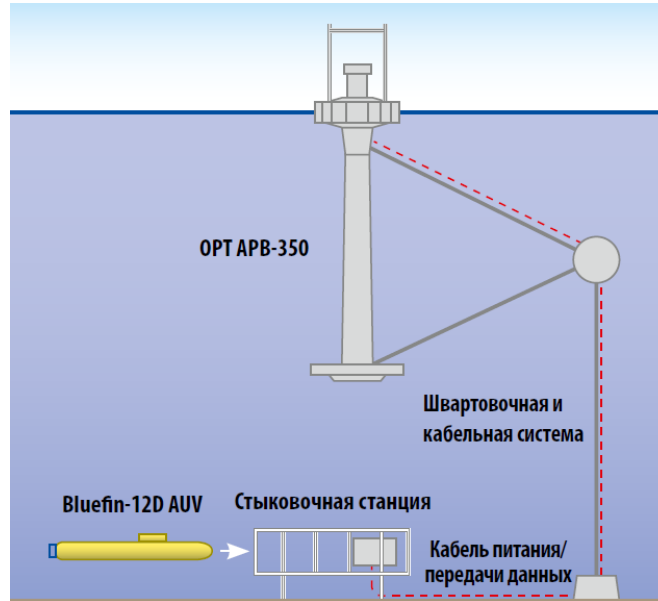 OPT APB-350
Швартовочная и
кабельная система
Bluefin-12D AUV
Стыковочная станция
Кабель питания/
передачи данных